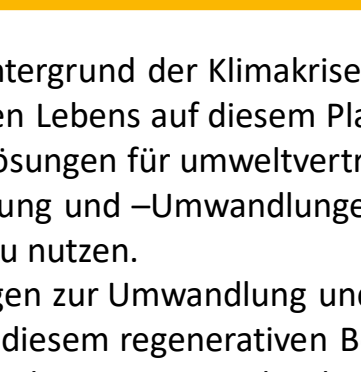 ntergrund der Klimakrise
en Lebens auf diesem Pla
ösungen für umweltvertr
ung und –Umwandlunge
u nutzen.
gen zur Umwandlung und
diesem regenerativen B